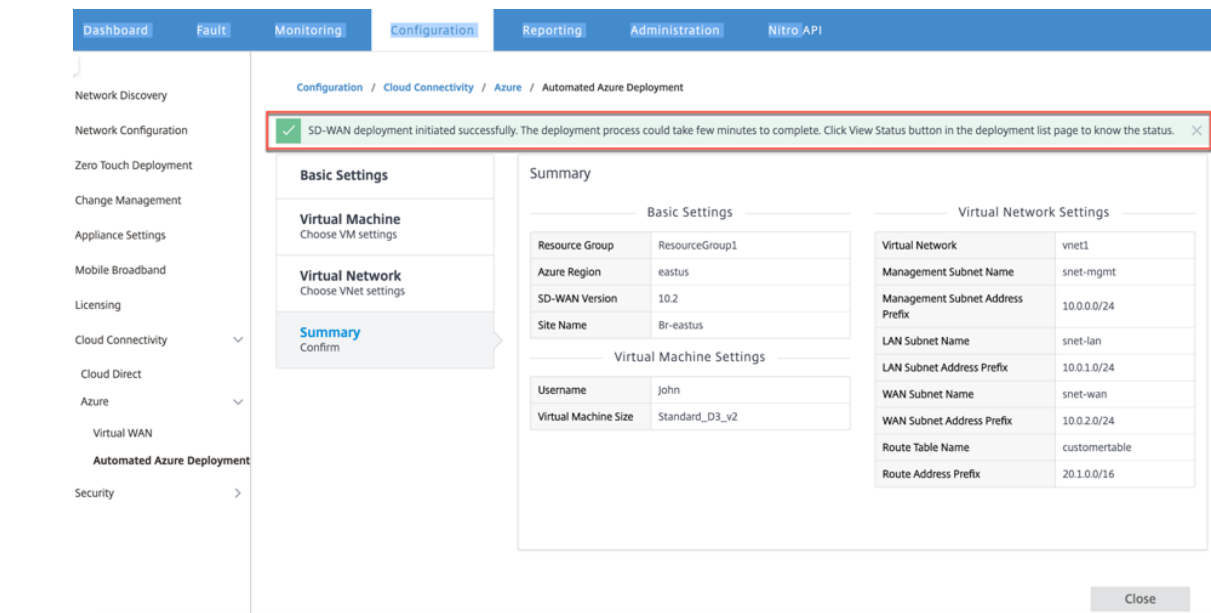 Dashboard Fault Monitoring Configuration Reporting Administration Nitro API
Network Discovery
Network Configuration
Zero Touch Deployment
Change Management
Appliance Settings
Mobile Broadband
Licensing
Cloud Connectivity
Cloud Direct
Azure
Virtual WAN
Automated Azure Deployment
Security
Configuration / Cloud Connectivity / Azure / Automated Azure Deployment
SD-WAN deployment initiated successfully. The deployment process could take few minutes to complete. Click View Status button in the deployment list page to know the status.
Basic Settings
Virtual Machine
Choose VM settings
Virtual Network
Choose VNet settings
Summary
Confirm
Summary
Basic Settings
Resource Group ResourceGroup1
Azure Region eastus
SD-WAN Version 10.2
Site Name Br-eastus
Virtual Machine Settings
Username John
Virtual Machine Size Standard_D3_v2
Virtual Network Settings
Virtual Network vnet1
Management Subnet Name snet-mgmt
Management Subnet Address
Prefix 10.0.0.0/24
LAN Subnet Name snet-lan
LAN Subnet Address Prefix 10.0.1.0/24
WAN Subnet Name snet-wan
WAN Subnet Address Prefix 10.0.2.0/24
Route Table Name customertable
Route Address Prefix 20.1.0.0/16
Close